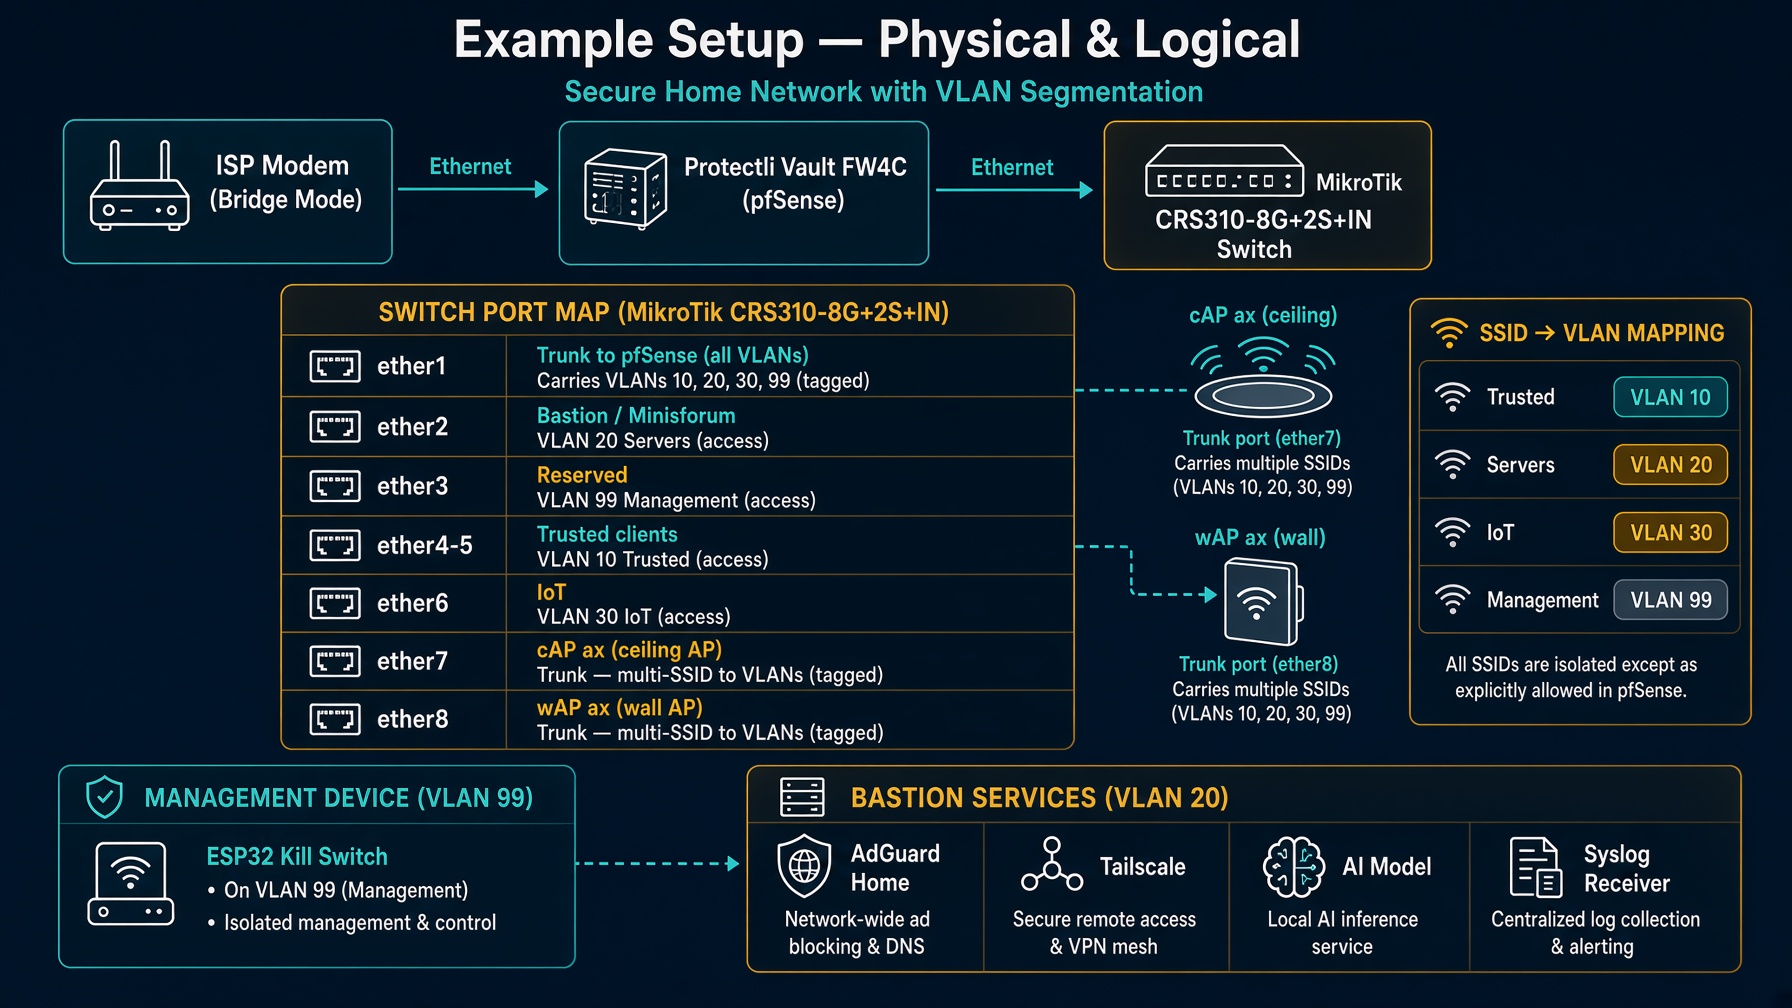 Example Setup — Physical & Logical
Secure Home Network with VLAN Segmentation
ISP Modem
(Bridge Mode)
Ethernet
Protectli Vault FW4C
(pfSense)
Ethernet
MikroTik
CRS310-8G+2S+IN
Switch
SWITCH PORT MAP (MikroTik CRS310-8G+2S+IN)
ether1
Trunk to pfSense (all VLANs)
Carries VLANs 10, 20, 30, 99 (tagged)
ether2
Bastion / Minisforum
VLAN 20 Servers (access)
ether3
Reserved
VLAN 99 Management (access)
ether4-5
Trusted clients
VLAN 10 Trusted (access)
ether6
IoT
VLAN 30 IoT (access)
ether7
cAP ax (ceiling AP)
Trunk — multi-SSID to VLANs (tagged)
ether8
wAP ax (wall AP)
Trunk — multi-SSID to VLANs (tagged)
cAP ax (ceiling)
Trunk port (ether7)
Carries multiple SSIDs
(VLANs 10, 20, 30, 99)
wAP ax (wall)
Trunk port (ether8)
Carries multiple SSIDs
(VLANs 10, 20, 30, 99)
SSID → VLAN MAPPING
Trusted VLAN 10
Servers VLAN 20
IoT VLAN 30
Management VLAN 99
All SSIDs are isolated except as
explicitly allowed in pfSense.
MANAGEMENT DEVICE (VLAN 99)
ESP32 Kill Switch
• On VLAN 99 (Management)
• Isolated management & control
BASTION SERVICES (VLAN 20)
AdGuard
Home
Network-wide ad
blocking & DNS
Tailscale
Secure remote access
& VPN mesh
AI Model
Local AI inference
service
Syslog
Receiver
Centralized log collection
& alerting